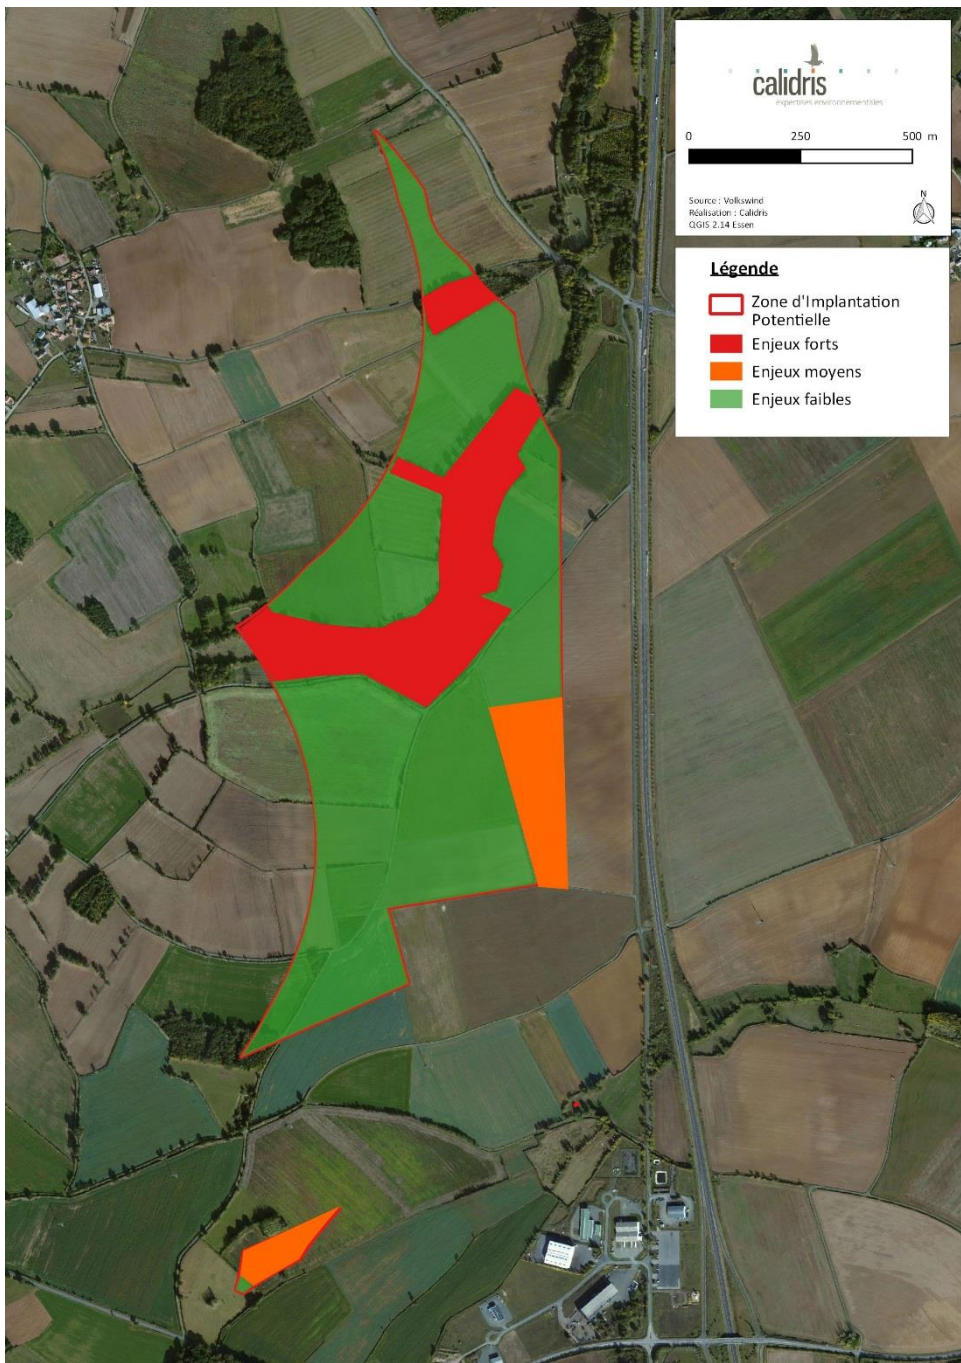 calidris
expertises environnementales
0 250 500 m
Source : Volkswind
Réalisation : Calidris
QGIS 2.14 Essen
N
Légende
Zone d'Implantation
Potentielle
Enjeux forts
Enjeux moyens
Enjeux faibles